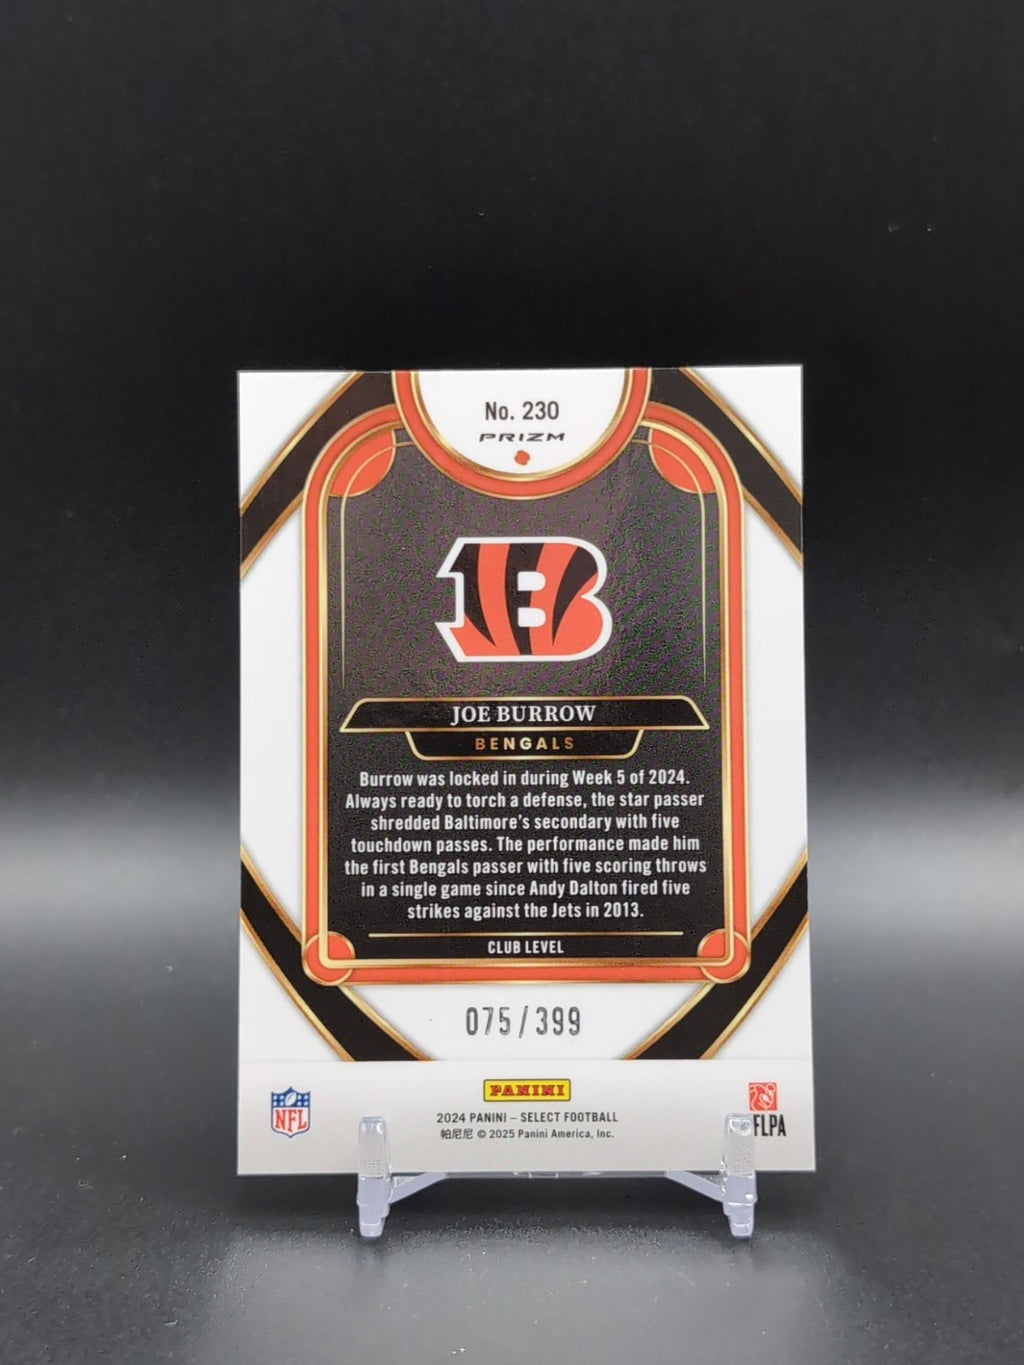 No. 230
PRIZM
B
JOE BURROW
BENGALS
Burrow was locked in during Week 5 of 2024.
Always ready to torch a defense, the star passer
shredded Baltimore's secondary with five
touchdown passes. The performance made him
the first Bengals passer with five scoring throws
in a single game since Andy Dalton fired five
strikes against the Jets in 2013.
CLUB LEVEL
075/399
PANINI
NFL
2024 PANINI – SELECT FOOTBALL
帕尼尼 © 2025 Panini America, Inc.
FLPA